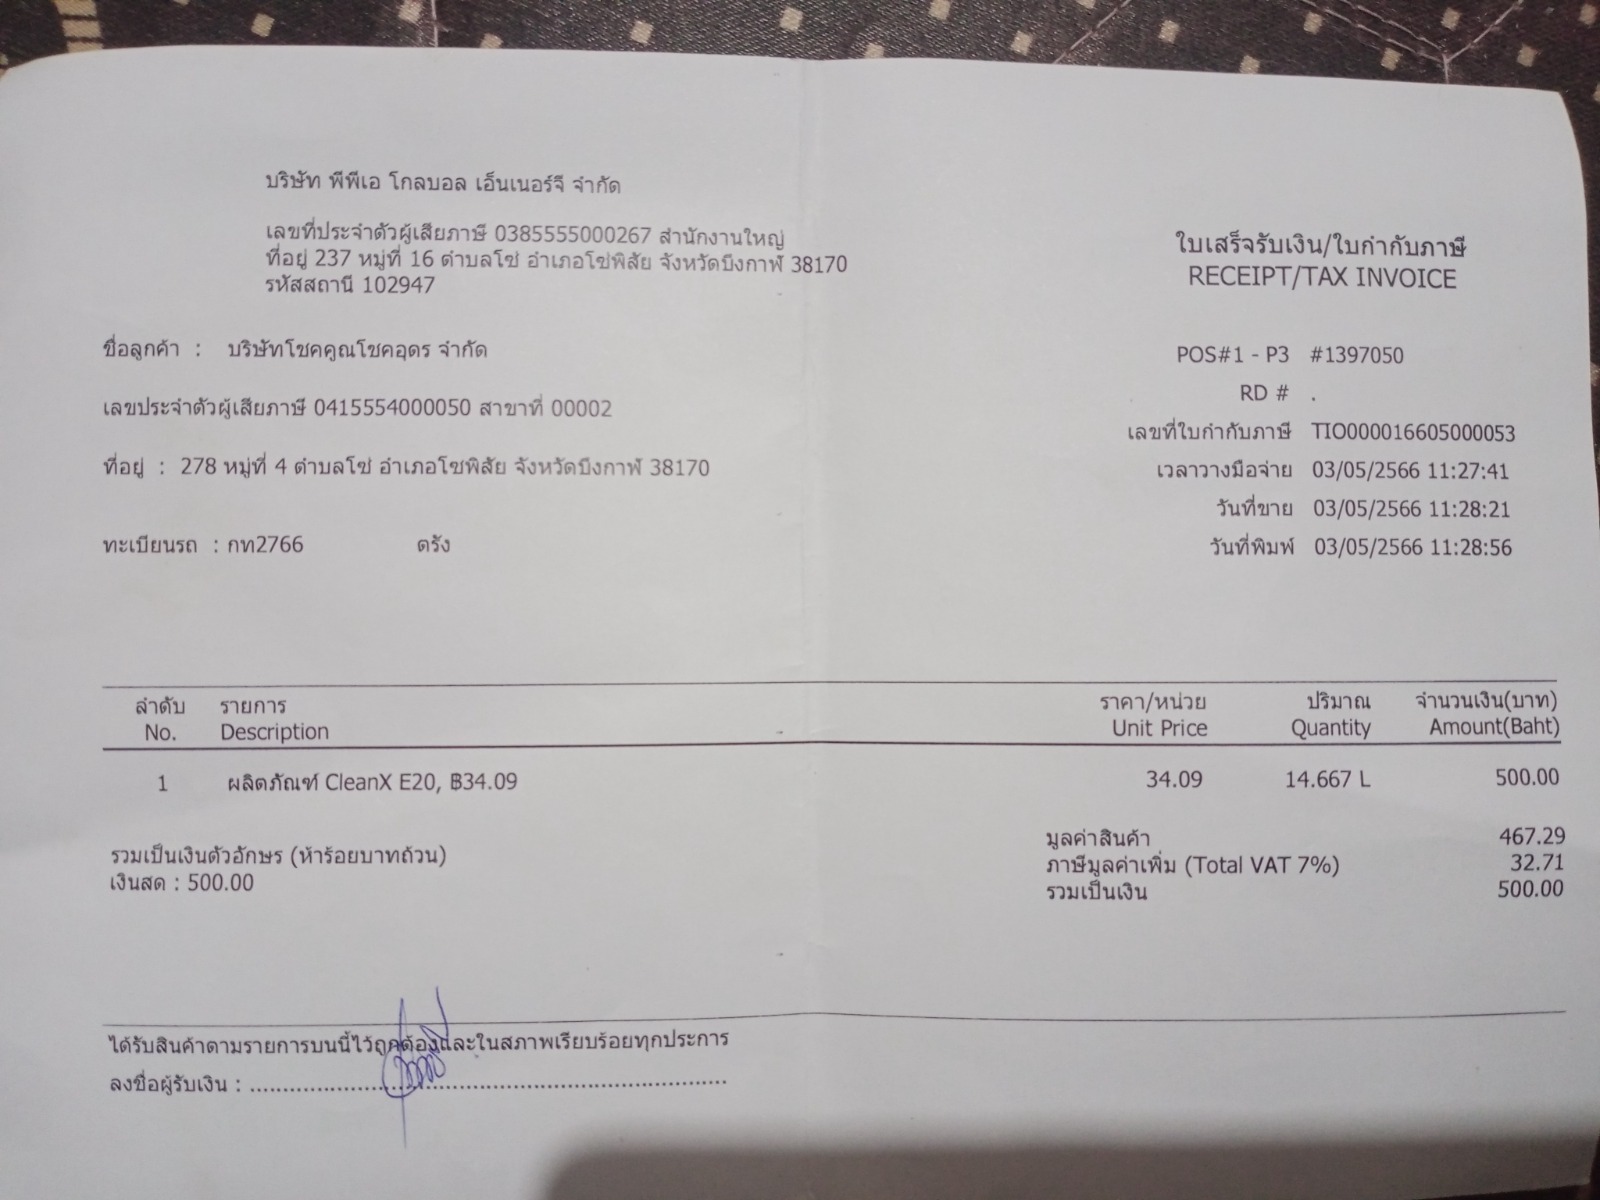 บริษัท พีพีเอ โกลบอล เอ็นเนอร์จี จำกัด
เลขที่ประจำตัวผู้เสียภาษี 0385555000267 สำนักงานใหญ่
ที่อยู่ 237 หมู่ที่ 16 ตำบลโซ่ อำเภอโซ่พิสัย จังหวัดบึงกาฬ 38170
รหัสสถานี 102947
ใบเสร็จรับเงิน/ใบกำกับภาษี
RECEIPT/TAX INVOICE
ชื่อลูกค้า : บริษัทโชคคูณโชคอุดร จำกัด
เลขประจำตัวผู้เสียภาษี 0415554000050 สาขาที่ 00002
ที่อยู่ : 278 หมู่ที่ 4 ตำบลโซ่ อำเภอโซพิสัย จังหวัดบึงกาฬ 38170
ทะเบียนรถ : กท2766 ตรัง
POS#1 - P3 #1397050
RD # .
เลขที่ใบกำกับภาษี TIO000016605000053
เวลาวางมือจ่าย 03/05/2566 11:27:41
วันที่ขาย 03/05/2566 11:28:21
วันที่พิมพ์ 03/05/2566 11:28:56
ลำดับ รายการ ราคา/หน่วย ปริมาณ จำนวนเงิน(บาท)
No. Description Unit Price Quantity Amount(Baht)
1 ผลิตภัณฑ์ CleanX E20, ฿34.09 34.09 14.667 L 500.00
มูลค่าสินค้า 467.29
ภาษีมูลค่าเพิ่ม (Total VAT 7%) 32.71
รวมเป็นเงิน 500.00
รวมเป็นเงินตัวอักษร (ห้าร้อยบาทถ้วน)
เงินสด : 500.00
ได้รับสินค้าตามรายการบนนี้ไว้ถูกต้องและในสภาพเรียบร้อยทุกประการ
ลงชื่อผู้รับเงิน : ........................................................................